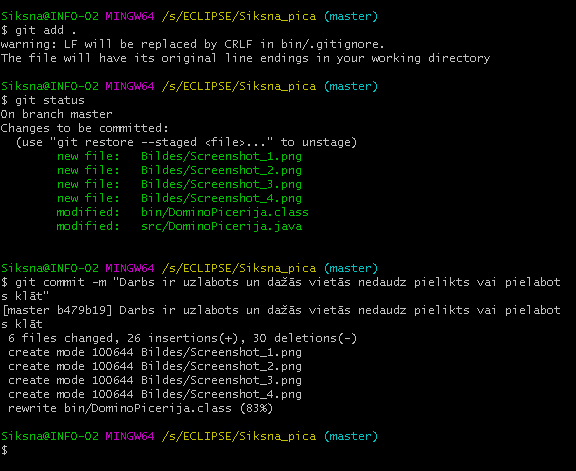 Siksna@INFO-02 MINGW64 /s/ECLIPSE/Siksna_pica (master)
$ git add .
warning: LF will be replaced by CRLF in bin/.gitignore.
The file will have its original line endings in your working directory
Siksna@INFO-02 MINGW64 /s/ECLIPSE/Siksna_pica (master)
$ git status
On branch master
Changes to be committed:
  (use "git restore --staged <file>..." to unstage)
        new file:   Bildes/Screenshot_1.png
        new file:   Bildes/Screenshot_2.png
        new file:   Bildes/Screenshot_3.png
        new file:   Bildes/Screenshot_4.png
        modified:   bin/DominoPicerija.class
        modified:   src/DominoPicerija.java
Siksna@INFO-02 MINGW64 /s/ECLIPSE/Siksna_pica (master)
$ git commit -m "Darbs ir uzlabots un dažās vietās nedaudz pielikts vai pielabot
s klāt"
[master b479b19] Darbs ir uzlabots un dažās vietās nedaudz pielikts vai pielabot
s klāt
 6 files changed, 26 insertions(+), 30 deletions(-)
 create mode 100644 Bildes/Screenshot_1.png
 create mode 100644 Bildes/Screenshot_2.png
 create mode 100644 Bildes/Screenshot_3.png
 create mode 100644 Bildes/Screenshot_4.png
 rewrite bin/DominoPicerija.class (83%)
Siksna@INFO-02 MINGW64 /s/ECLIPSE/Siksna_pica (master)
$